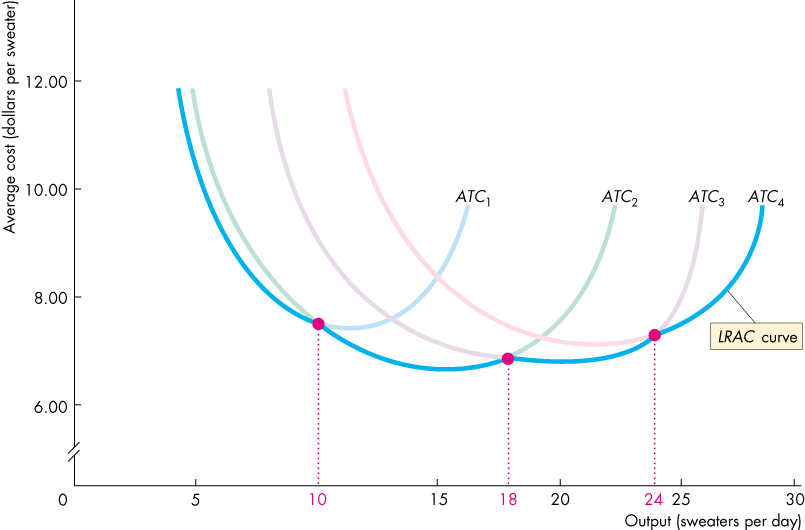 Average cost (dollars per sweater)
12.00
10.00
8.00
6.00
ATC1
ATC2
ATC3
ATC4
LRAC curve
0
5
10
15
18
20
24
25
30
Output (sweaters per day)